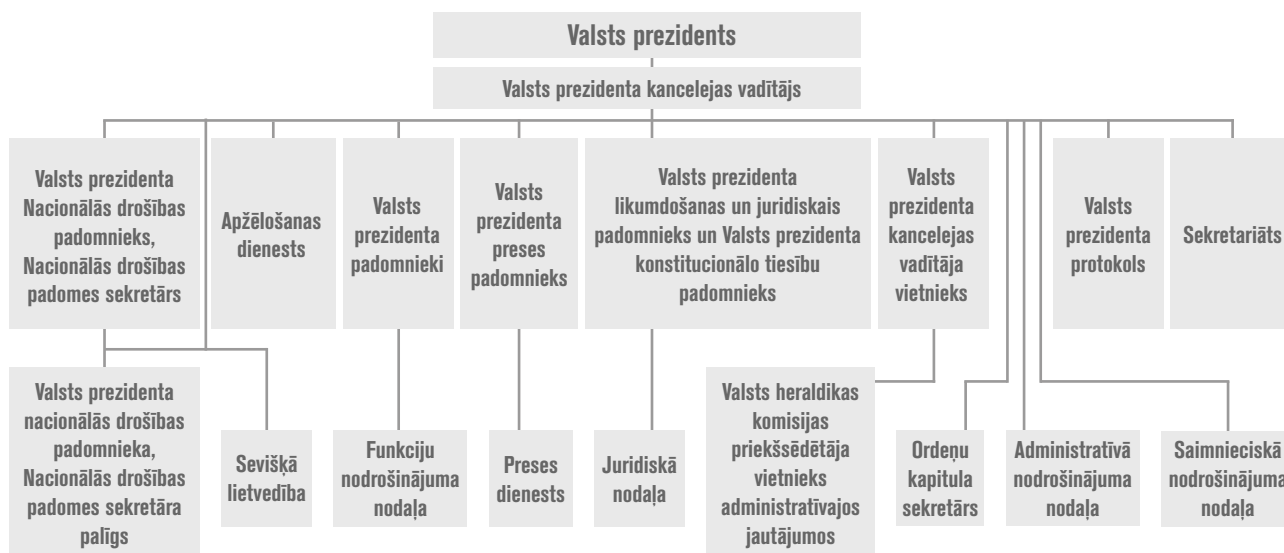 Valsts prezidents
Valsts prezidenta kancelejas vadītājs
Valsts prezidenta
Nacionālās drošības
padomnieks,
Nacionālās drošības
padomes sekretārs
Apžēlošanas
dienests
Valsts
prezidenta
padomnieki
Valsts
prezidenta
preses
padomnieks
Valsts prezidenta
likumdošanas un juridiskais
padomnieks un Valsts prezidenta
konstitucionālo tiesību
padomnieks
Valsts
prezidenta
kancelejas
vadītāja
vietnieks
Valsts
prezidenta
protokols
Sekretariāts
Valsts prezidenta
nacionālās drošības
padomnieka,
Nacionālās drošības
padomes sekretāra
palīgs
Sevišķā
lietvedība
Funkciju
nodrošinājuma
nodaļa
Preses
dienests
Juridiskā
nodaļa
Valsts heraldikas
komisijas
priekšsēdētāja
vietnieks
administratīvajos
jautājumos
Ordeņu
kapitula
sekretārs
Administratīvā
nodrošinājuma
nodaļa
Saimnieciskā
nodrošinājuma
nodaļa